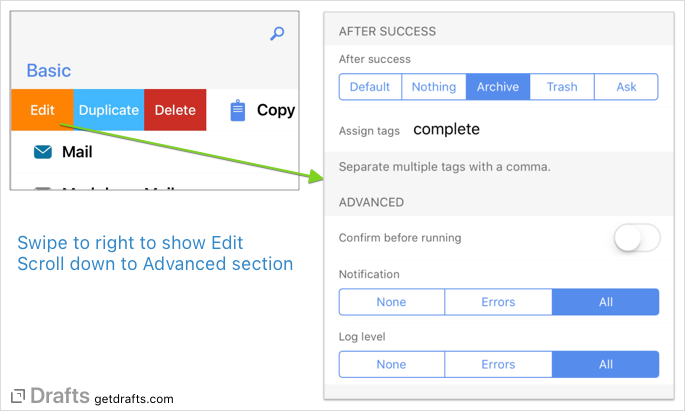 Basic
Edit Duplicate Delete Copy
Mail
Swipe to right to show Edit
Scroll down to Advanced section
Drafts getdrafts.com
AFTER SUCCESS
After success
Default Nothing Archive Trash Ask
Assign tags complete
Separate multiple tags with a comma.
ADVANCED
Confirm before running
Notification
None Errors All
Log level
None Errors All